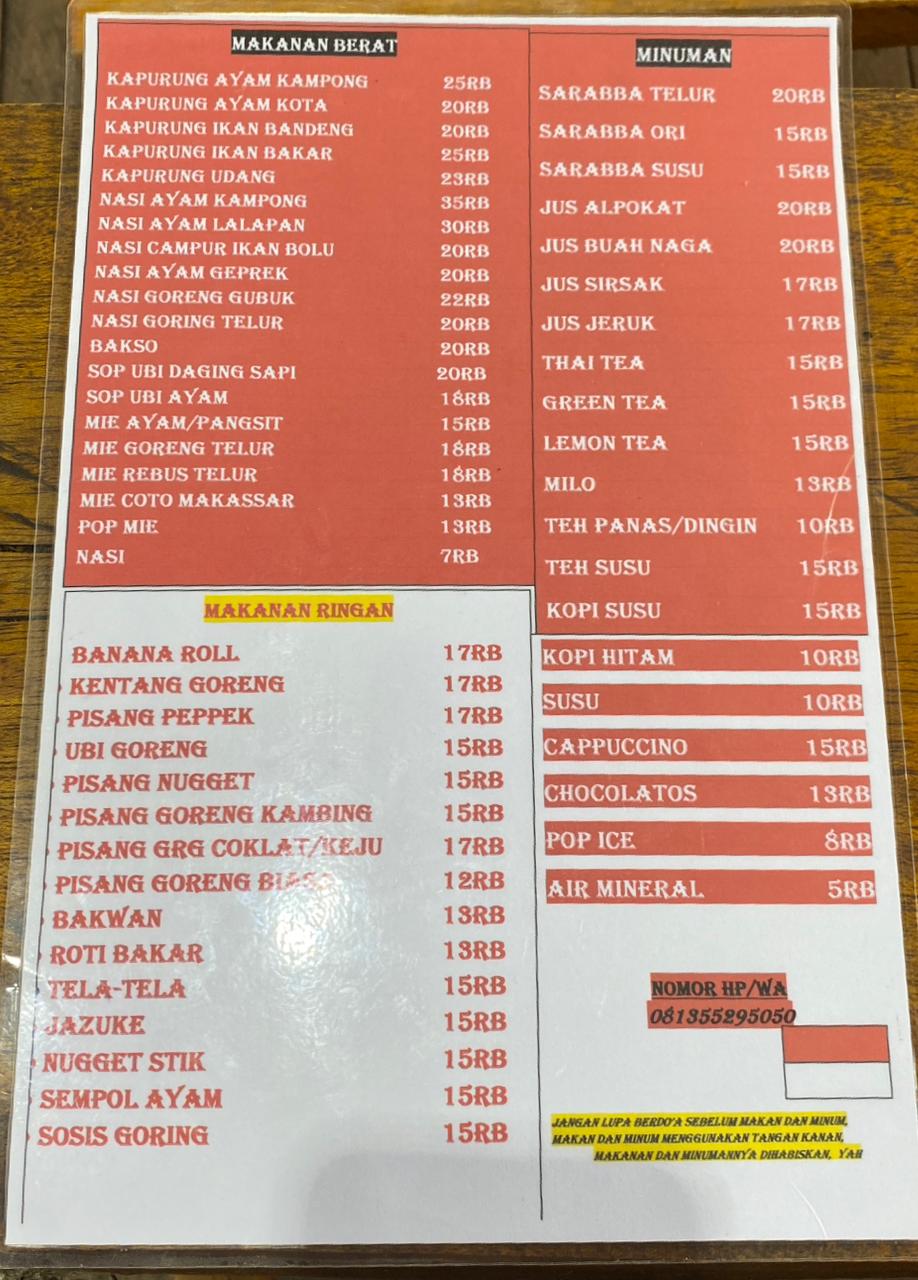 MAKANAN BERAT
KAPURUNG AYAM KAMPONG 25RB
KAPURUNG AYAM KOTA 20RB
KAPURUNG IKAN BANDENG 20RB
KAPURUNG IKAN BAKAR 25RB
KAPURUNG UDANG 23RB
NASI AYAM KAMPONG 35RB
NASI AYAM LALAPAN 30RB
NASI CAMPUR IKAN BOLU 20RB
NASI AYAM GEPREK 20RB
NASI GORENG GUBUK 22RB
NASI GORING TELUR 20RB
BAKSO 20RB
SOP UBI DAGING SAPI 20RB
SOP UBI AYAM 18RB
MIE AYAM/PANGSIT 15RB
MIE GORENG TELUR 18RB
MIE REBUS TELUR 18RB
MIE COTO MAKASSAR 13RB
POP MIE 13RB
NASI 7RB
MAKANAN RINGAN
BANANA ROLL 17RB
KENTANG GORENG 17RB
PISANG PEPPEK 17RB
UBI GORENG 15RB
PISANG NUGGET 15RB
PISANG GORENG KAMBING 15RB
PISANG GRG COKLAT/KEJU 17RB
PISANG GORENG BIASA 12RB
BAKWAN 13RB
ROTI BAKAR 13RB
TELA-TELA 15RB
JAZUKE 15RB
NUGGET STIK 15RB
SEMPOL AYAM 15RB
SOSIS GORING 15RB
MINUMAN
SARABBA TELUR 20RB
SARABBA ORI 15RB
SARABBA SUSU 15RB
JUS ALPOKAT 20RB
JUS BUAH NAGA 20RB
JUS SIRSAK 17RB
JUS JERUK 17RB
THAI TEA 15RB
GREEN TEA 15RB
LEMON TEA 15RB
MILO 13RB
TEH PANAS/DINGIN 10RB
TEH SUSU 15RB
KOPI SUSU 15RB
KOPI HITAM 10RB
SUSU 10RB
CAPPUCCINO 15RB
CHOCOLATOS 13RB
POP ICE 8RB
AIR MINERAL 5RB
NOMOR HP/WA
081355295050
JANGAN LUPA BERDO'A SEBELUM MAKAN DAN MINUM,
MAKAN DAN MINUM MENGGUNAKAN TANGAN KANAN,
MAKANAN DAN MINUMANNYA DIHABISKAN, YAH